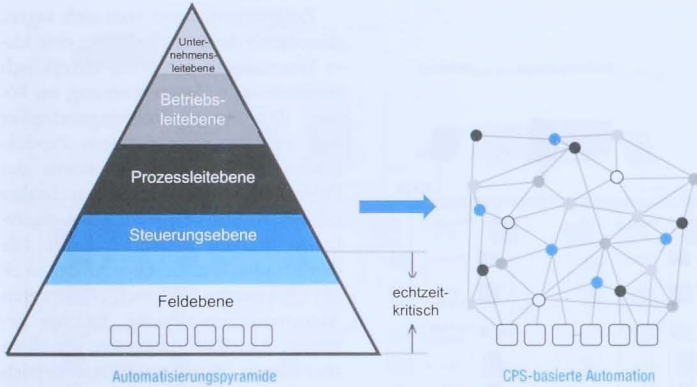 Unter-
nehmens-
leitebene
Betriebs-
leitebene
Prozessleitebene
Steuerungsebene
Feldebene
echtzeit-
kritisch
Automatisierungspyramide
CPS-basierte Automation